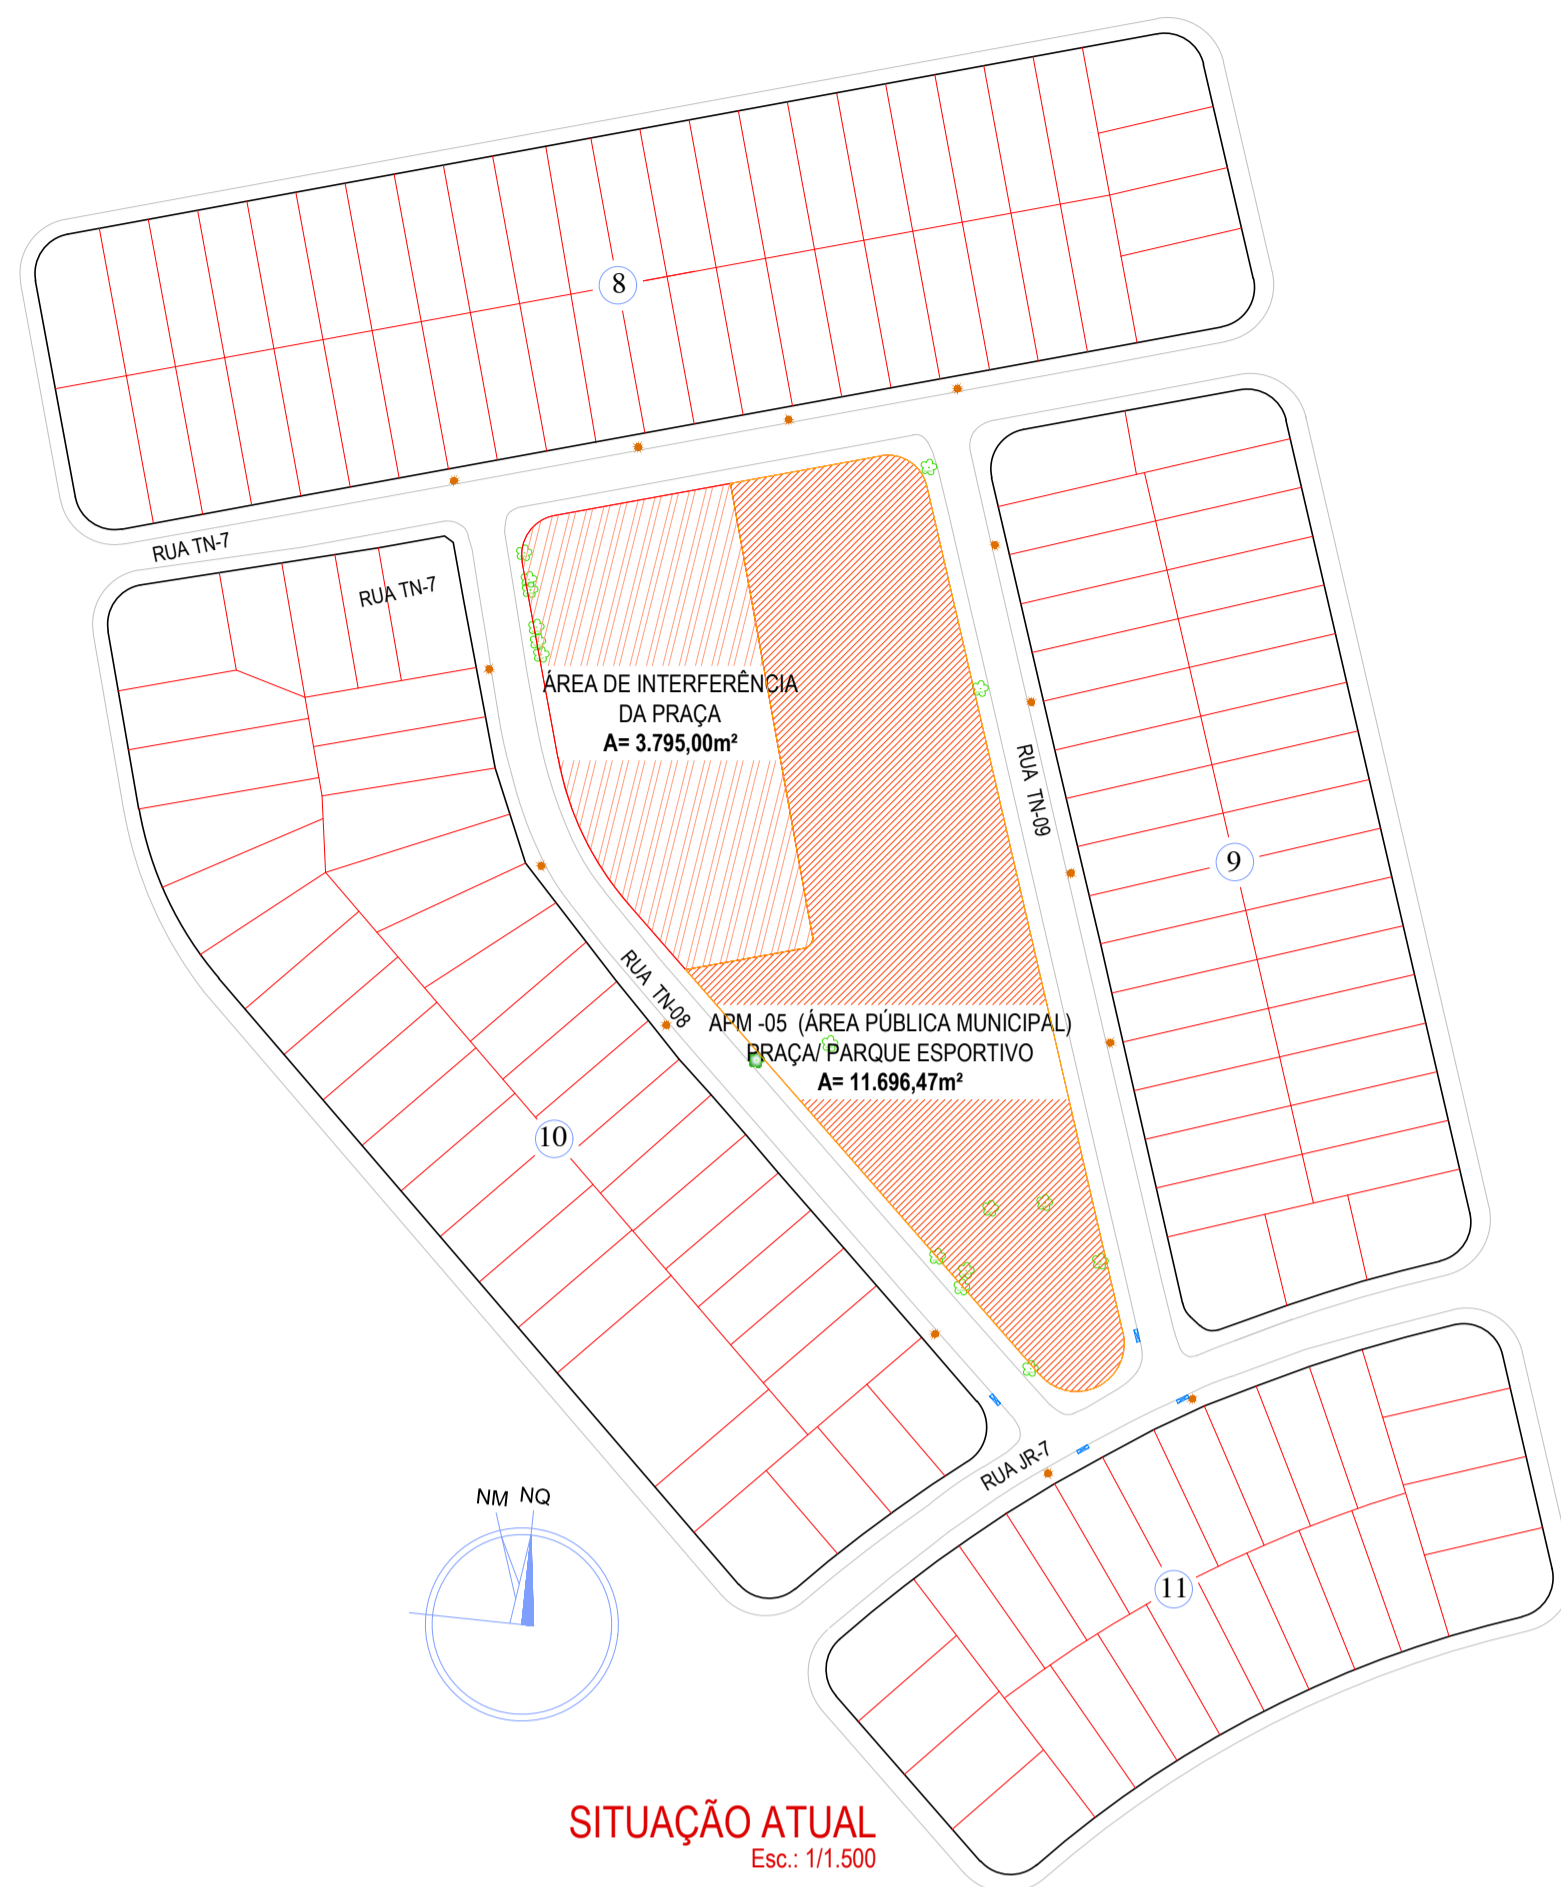 8
RUA TN-7
RUA TN-7
ÁREA DE INTERFERÊNCIA
DA PRAÇA
A= 3.795,00m²
RUA TN-09
9
RUA TN-08
APM -05 (ÁREA PÚBLICA MUNICIPAL)
PRAÇA/ PARQUE ESPORTIVO
A= 11.696,47m²
10
RUA JR-7
NM NQ
11
SITUAÇÃO ATUAL
Esc.: 1/1.500